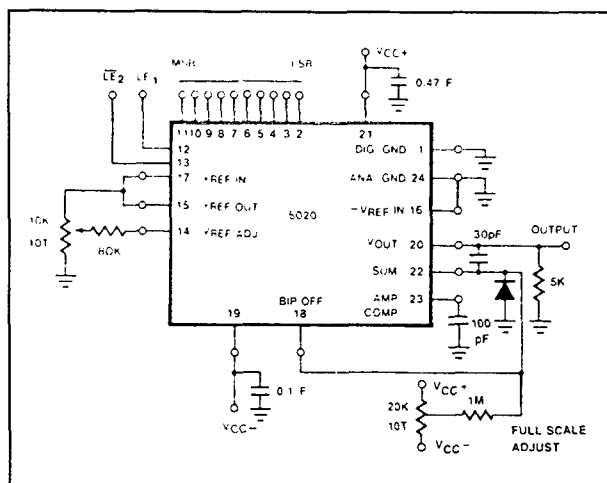 VCC+
MSB LSB
LE2 LE1
0.47 F
11 10 9 8 7 6 5 4 3 2
21
12
13
DIG GND 1
17 +REF IN
ANA GND 24
15 VREF OUT
−VREF IN 16
5020
10K
10T
80K
14 VREF ADJ
VOUT 20
OUTPUT
30pF
SUM 22
5K
BIP OFF
AMP
COMP
23
19 18
100
pF
0.1 F
VCC−
VCC+
20K
10T
1M
VCC−
FULL SCALE
ADJUST